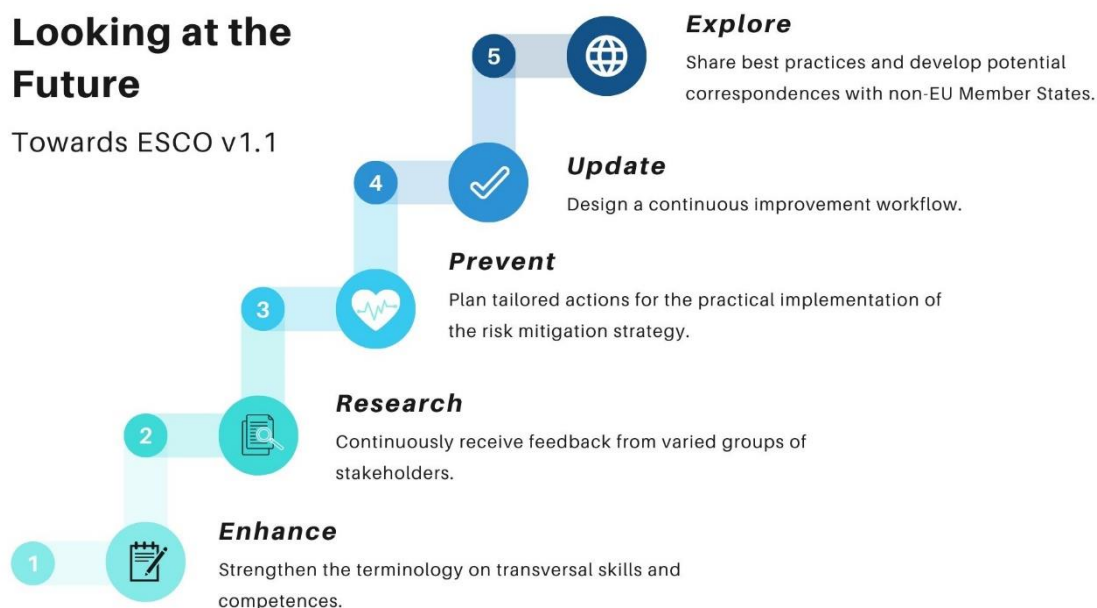 Looking at the
Future
Towards ESCO v1.1
5
Explore
Share best practices and develop potential
correspondences with non-EU Member States.
4
Update
Design a continuous improvement workflow.
3
Prevent
Plan tailored actions for the practical implementation of
the risk mitigation strategy.
2
Research
Continuously receive feedback from varied groups of
stakeholders.
1
Enhance
Strengthen the terminology on transversal skills and
competences.